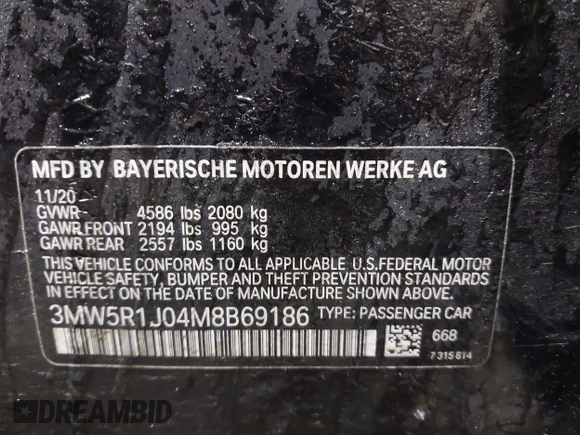 MFD BY BAYERISCHE MOTOREN WERKE AG
11/20
GVWR 4586 lbs 2080 kg
GAWR FRONT 2194 lbs 995 kg
GAWR REAR 2557 lbs 1160 kg
THIS VEHICLE CONFORMS TO ALL APPLICABLE U.S.FEDERAL MOTOR
VEHICLE SAFETY, BUMPER AND THEFT PREVENTION STANDARDS
IN EFFECT ON THE DATE OF MANUFACTURE SHOWN ABOVE.
3MW5R1J04M8B69186 TYPE: PASSENGER CAR
668
7315814
DREAMBID